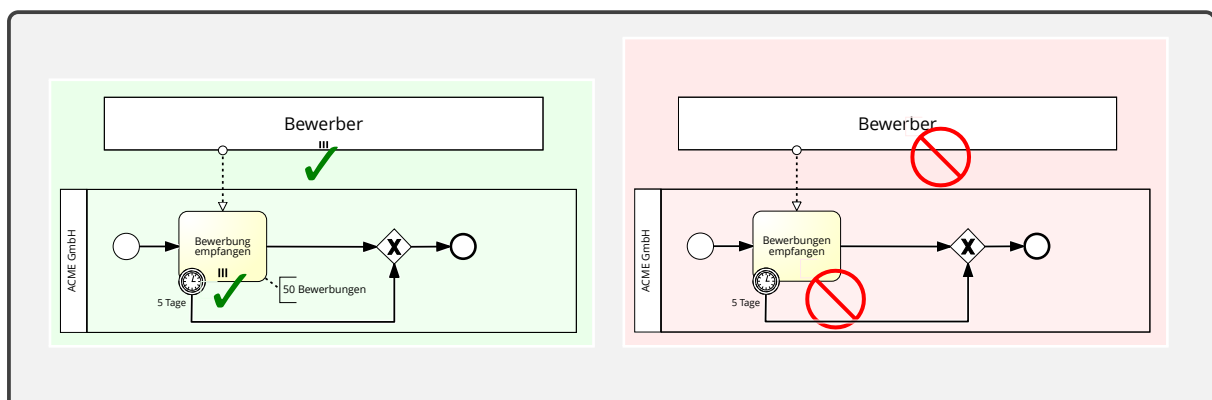 Bewerber
ACME GmbH
Bewerbung
empfangen
5 Tage
50 Bewerbungen
Bewerber
ACME GmbH
Bewerbungen
empfangen
5 Tage